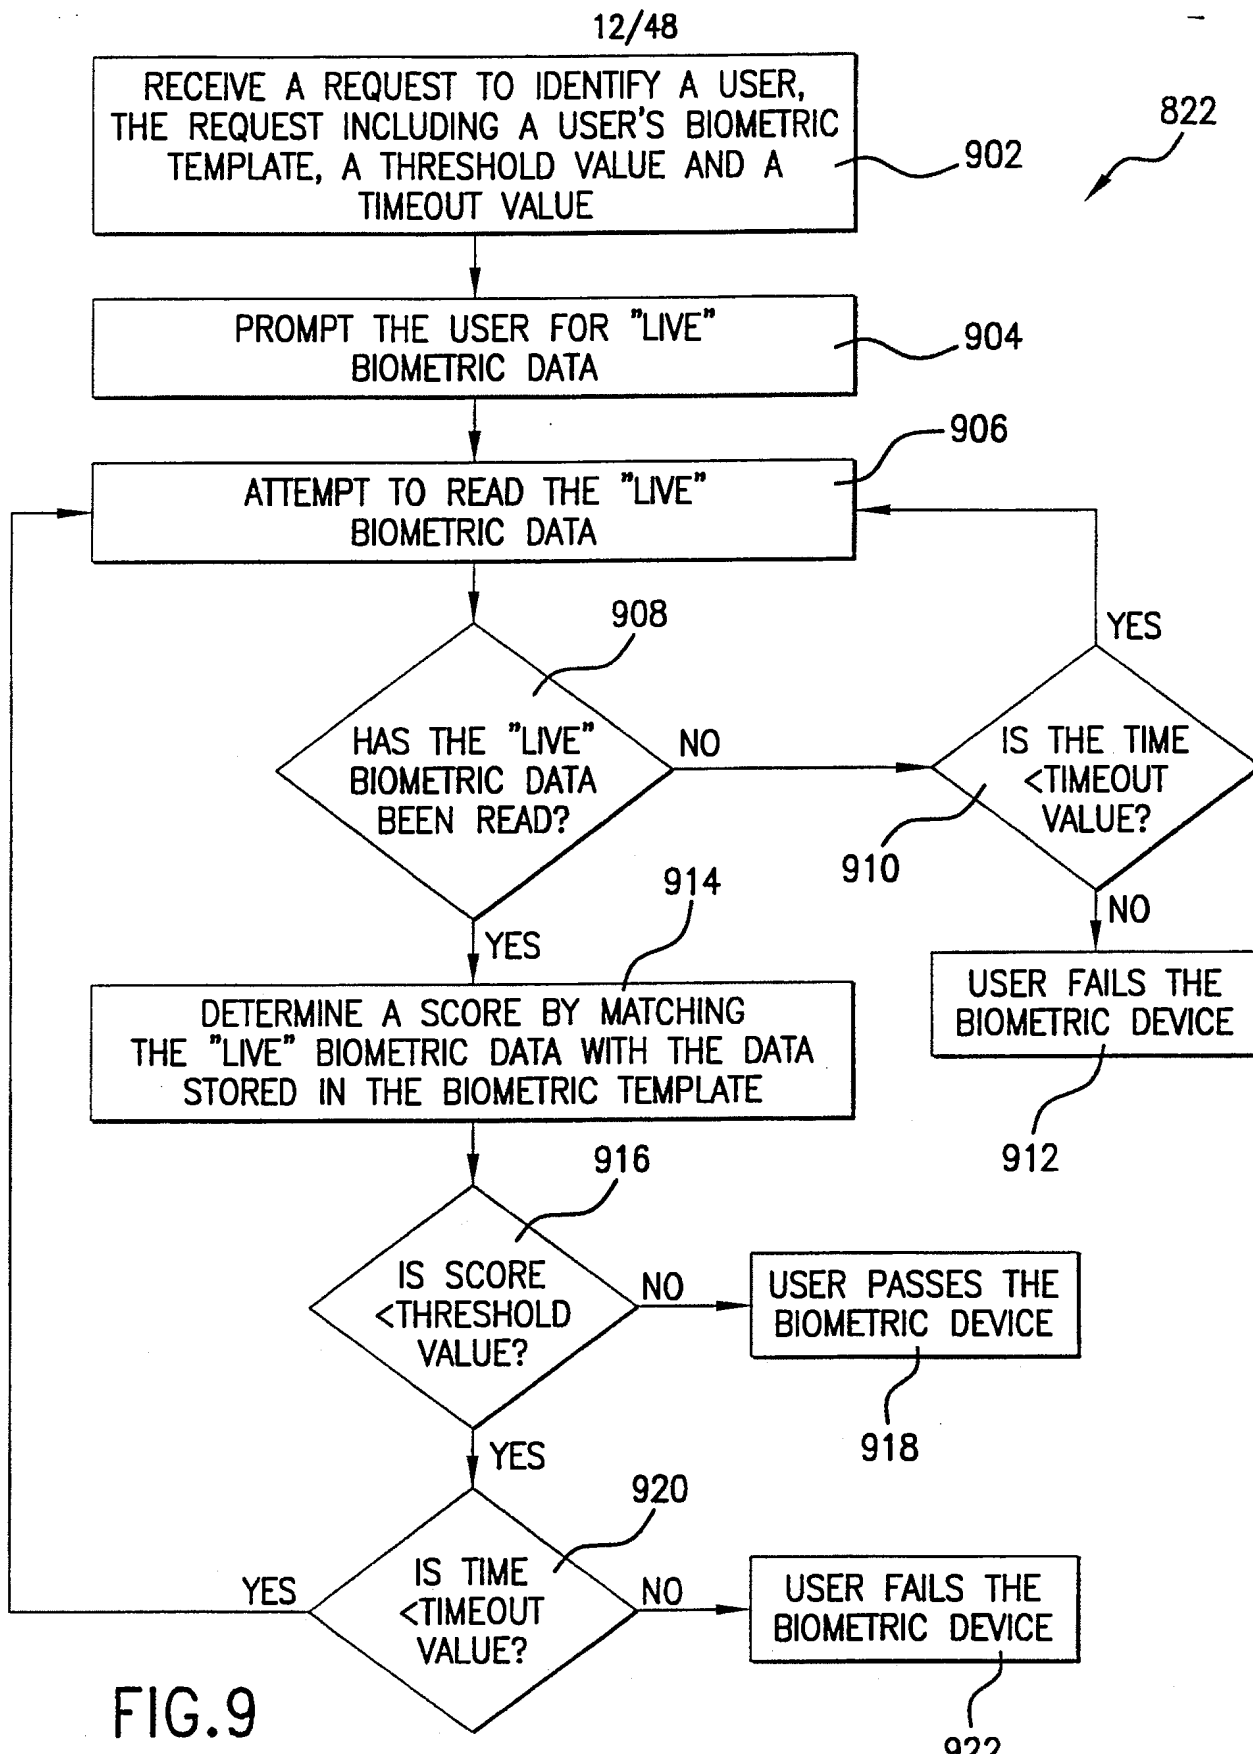 12/48
RECEIVE A REQUEST TO IDENTIFY A USER,
THE REQUEST INCLUDING A USER'S BIOMETRIC
TEMPLATE, A THRESHOLD VALUE AND A
TIMEOUT VALUE
902
822
PROMPT THE USER FOR "LIVE"
BIOMETRIC DATA
904
906
ATTEMPT TO READ THE "LIVE"
BIOMETRIC DATA
908
HAS THE "LIVE"
BIOMETRIC DATA
BEEN READ?
NO
YES
IS THE TIME
<TIMEOUT
VALUE?
910
NO
YES
914
USER FAILS THE
BIOMETRIC DEVICE
912
DETERMINE A SCORE BY MATCHING
THE "LIVE" BIOMETRIC DATA WITH THE DATA
STORED IN THE BIOMETRIC TEMPLATE
916
IS SCORE
<THRESHOLD
VALUE?
NO
USER PASSES THE
BIOMETRIC DEVICE
918
YES
920
IS TIME
<TIMEOUT
VALUE?
YES
NO
USER FAILS THE
BIOMETRIC DEVICE
922
FIG.9